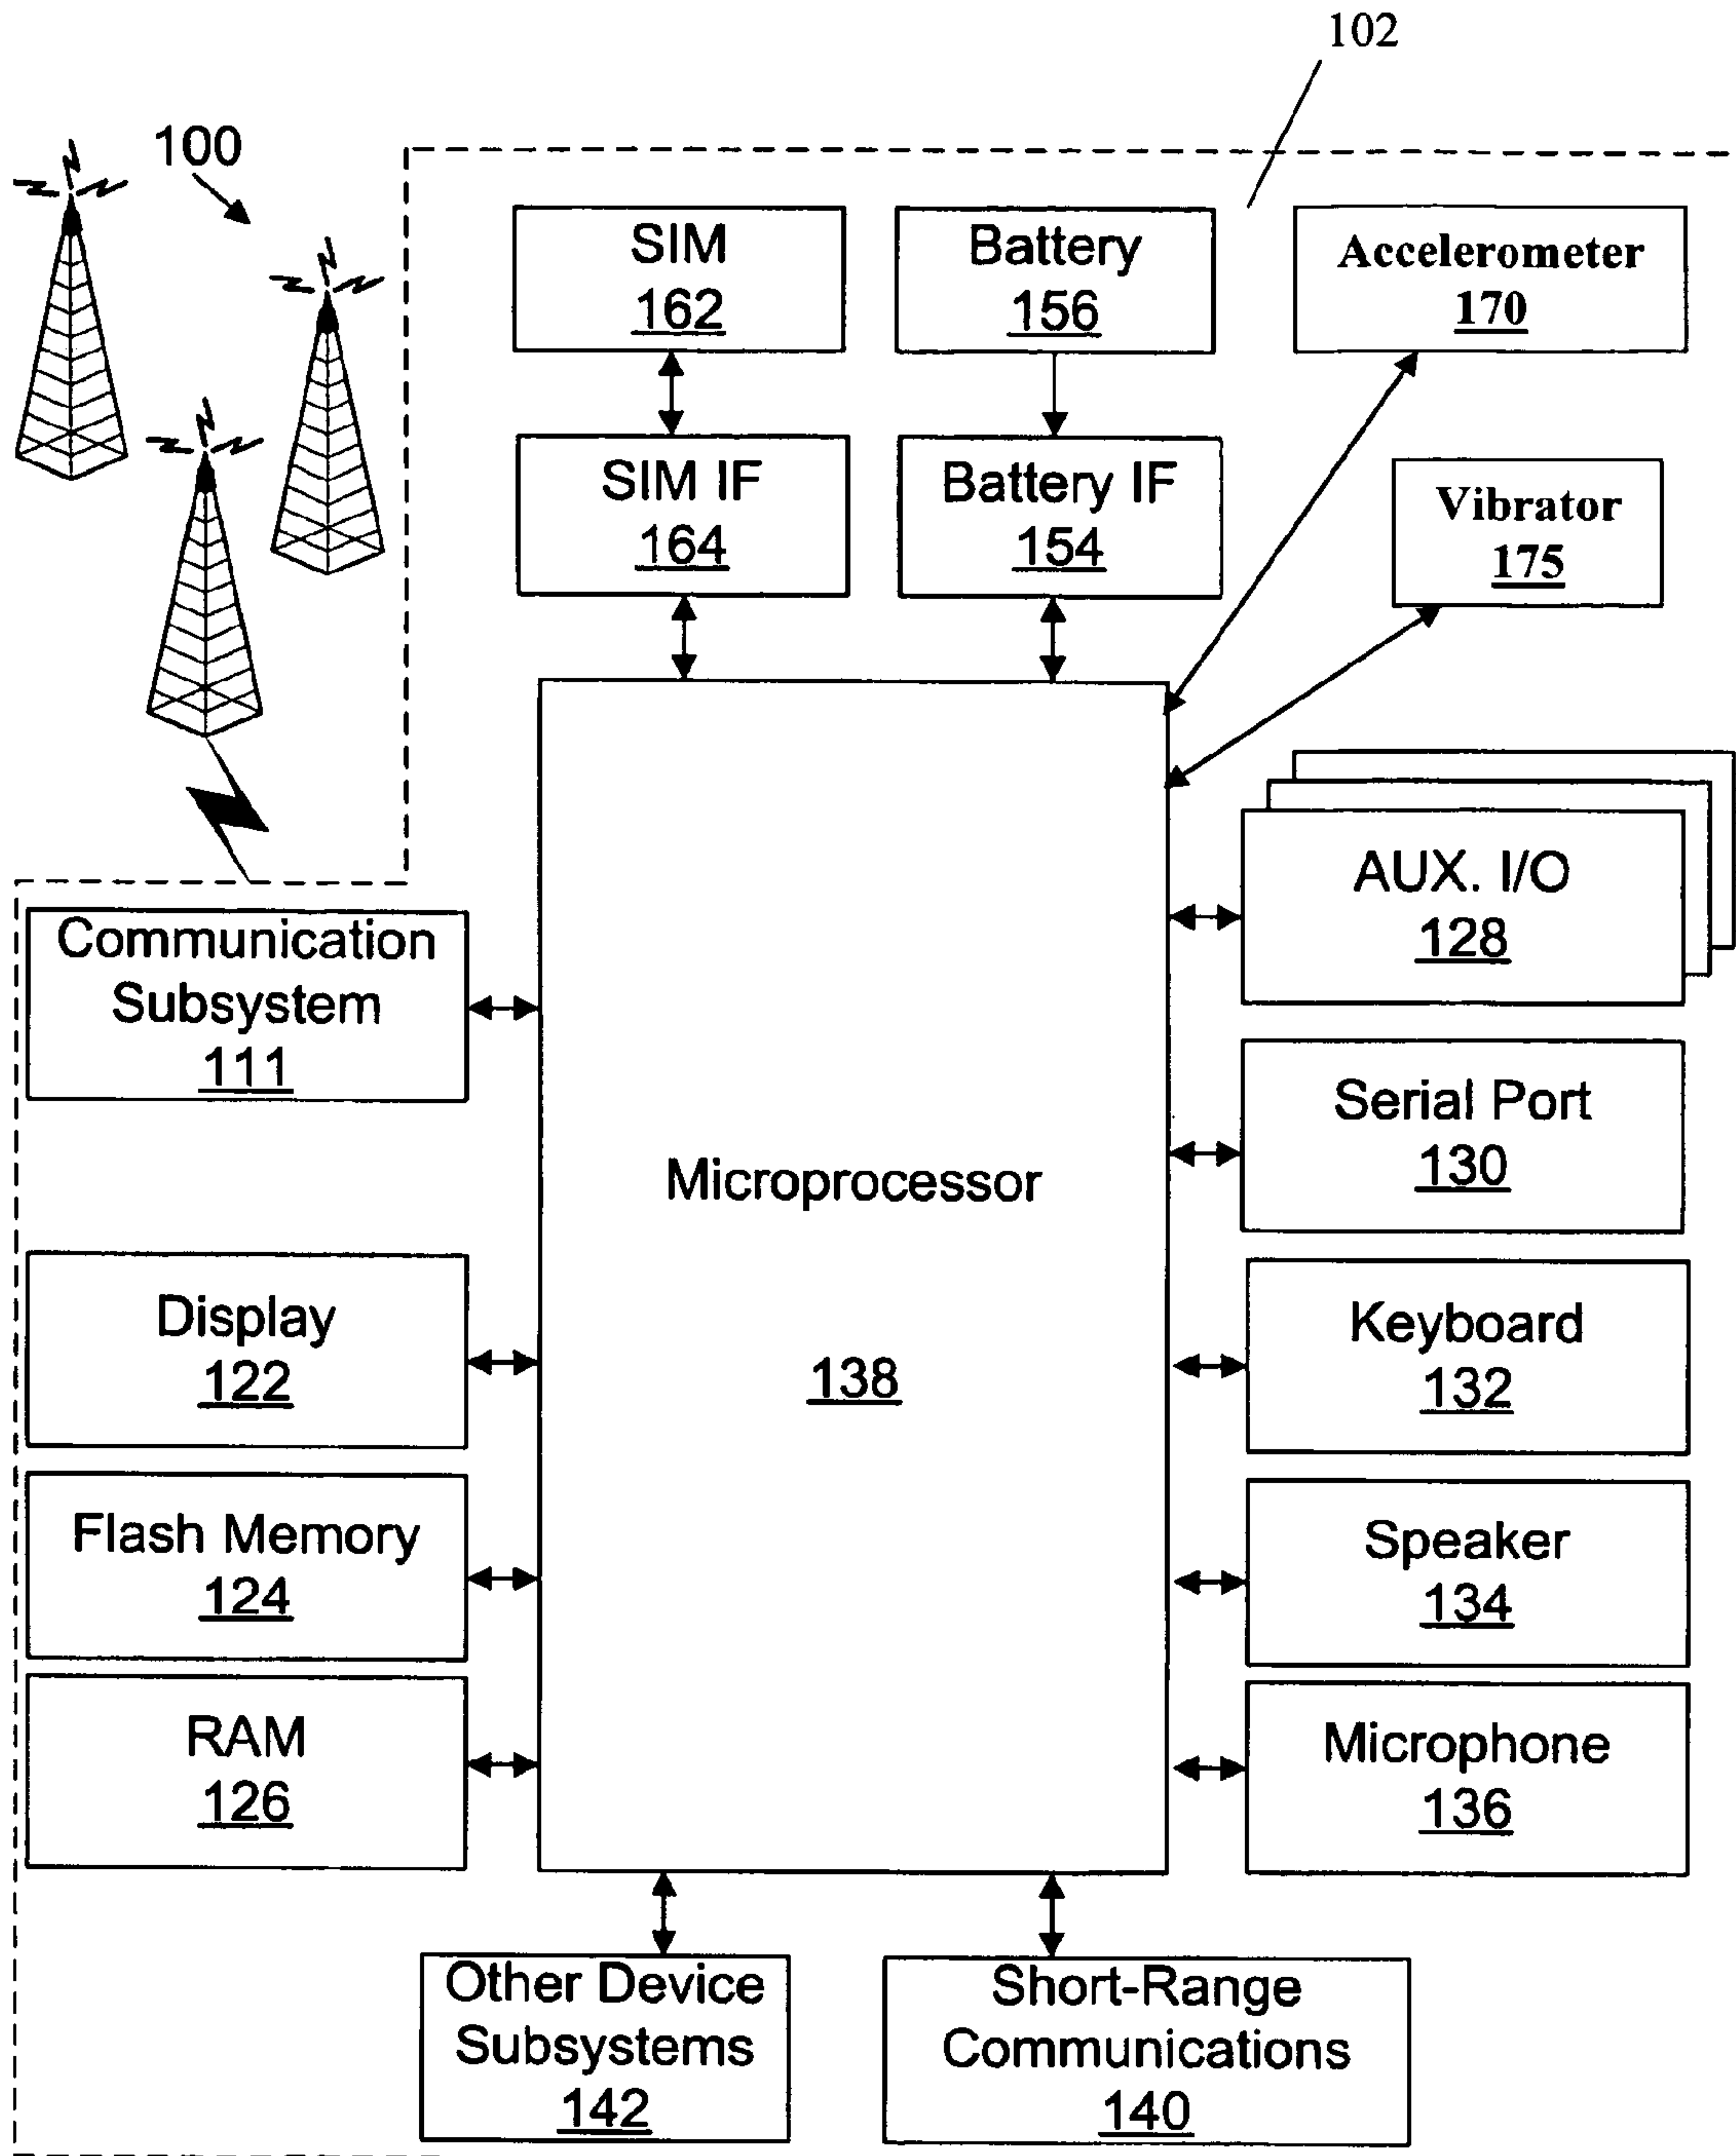 102
100
SIM
162
Battery
156
Accelerometer
170
SIM IF
164
Battery IF
154
Vibrator
175
AUX. I/O
128
Communication
Subsystem
111
Serial Port
130
Microprocessor
138
Display
122
Keyboard
132
Flash Memory
124
Speaker
134
RAM
126
Microphone
136
Other Device
Subsystems
142
Short-Range
Communications
140